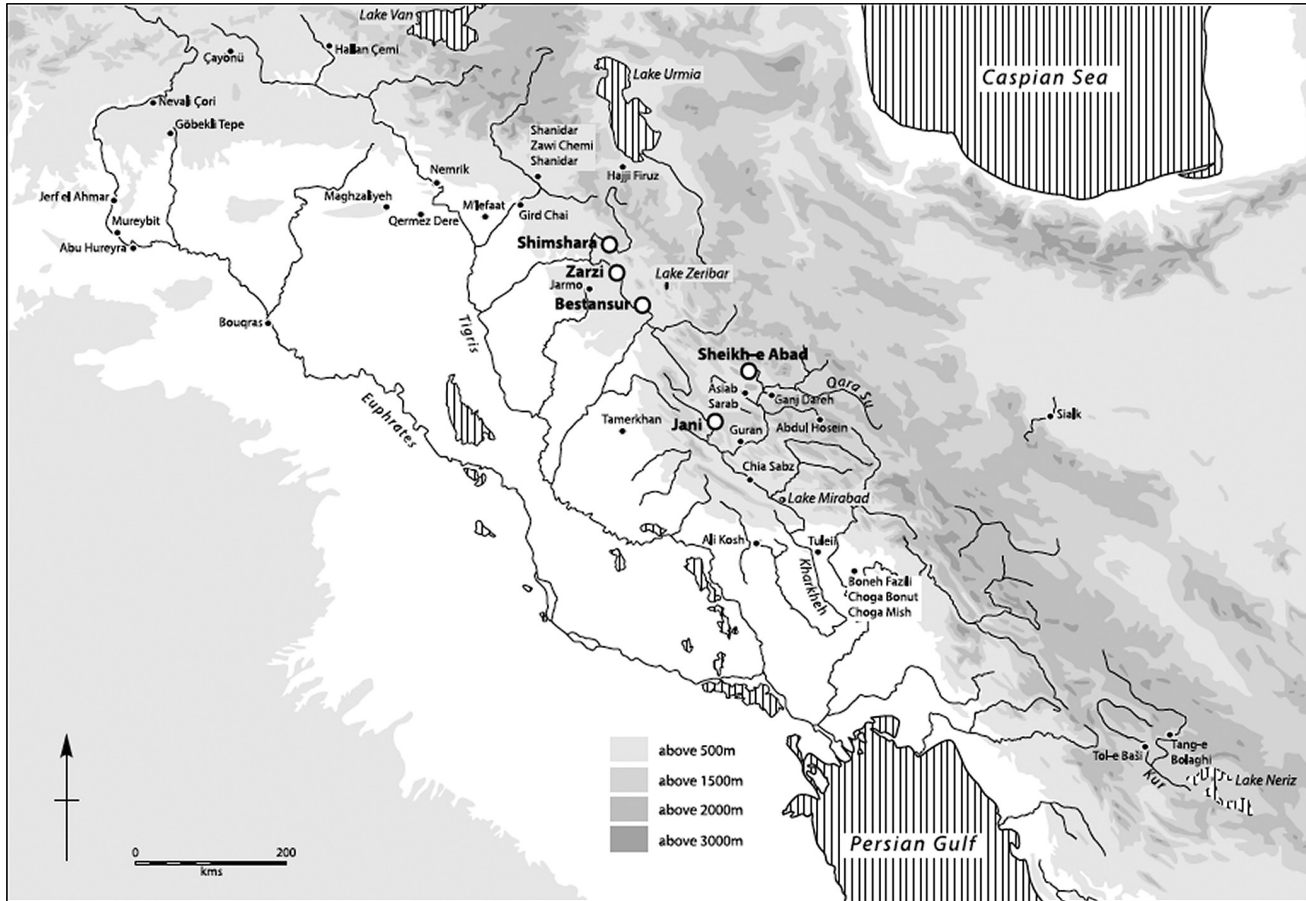 Lake Van
Hallan Çemi
Çayönü
Caspian Sea
Lake Urmia
Nevali Çori
Göbekli Tepe
Shanidar
Zawi Chemi
Shanidar
Hajji Firuz
Nemrik
Jerf el Ahmar
Maghzaliyeh
Qermez Dere
M'lefaat
Gird Chai
Mureybit
Abu Hureyra
Shimshara
Zarzi
Lake Zeribar
Jarmo
Bestansur
Bouqras
Tigris
Sheikh-e Abad
Qara Su
Asiab
Sarab
Ganj Dareh
Euphrates
Tamerkhan
Jani
Guran
Abdul Hosein
Sialk
Chia Sabz
Lake Mirabad
Ali Kosh
Tuleii
Kharkheh
Boneh Fazili
Choga Bonut
Choga Mish
above 500m
above 1500m
above 2000m
above 3000m
Tol-e Baši
Tang-e
Bolaghi
Kur
Lake Neriz
Persian Gulf
0 200
kms